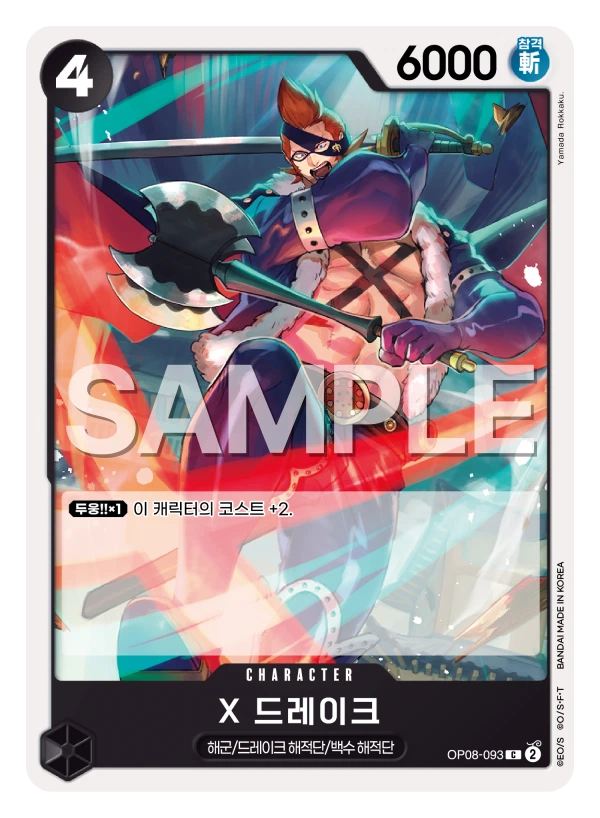 4
6000
참격
斬
Yamada Rokkaku.
SAMPLE
두웅!!×1 이 캐릭터의 코스트 +2.
BANDAI MADE IN KOREA
©EO/S ©O/S·F·T
CHARACTER
X 드레이크
해군/드레이크 해적단/백수 해적단
OP08-093 C 2